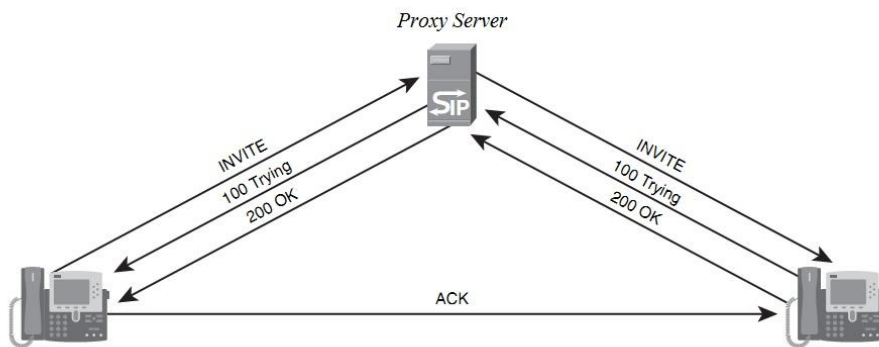 Proxy Server
SIP
INVITE
100 Trying
200 OK
INVITE
100 Trying
200 OK
ACK